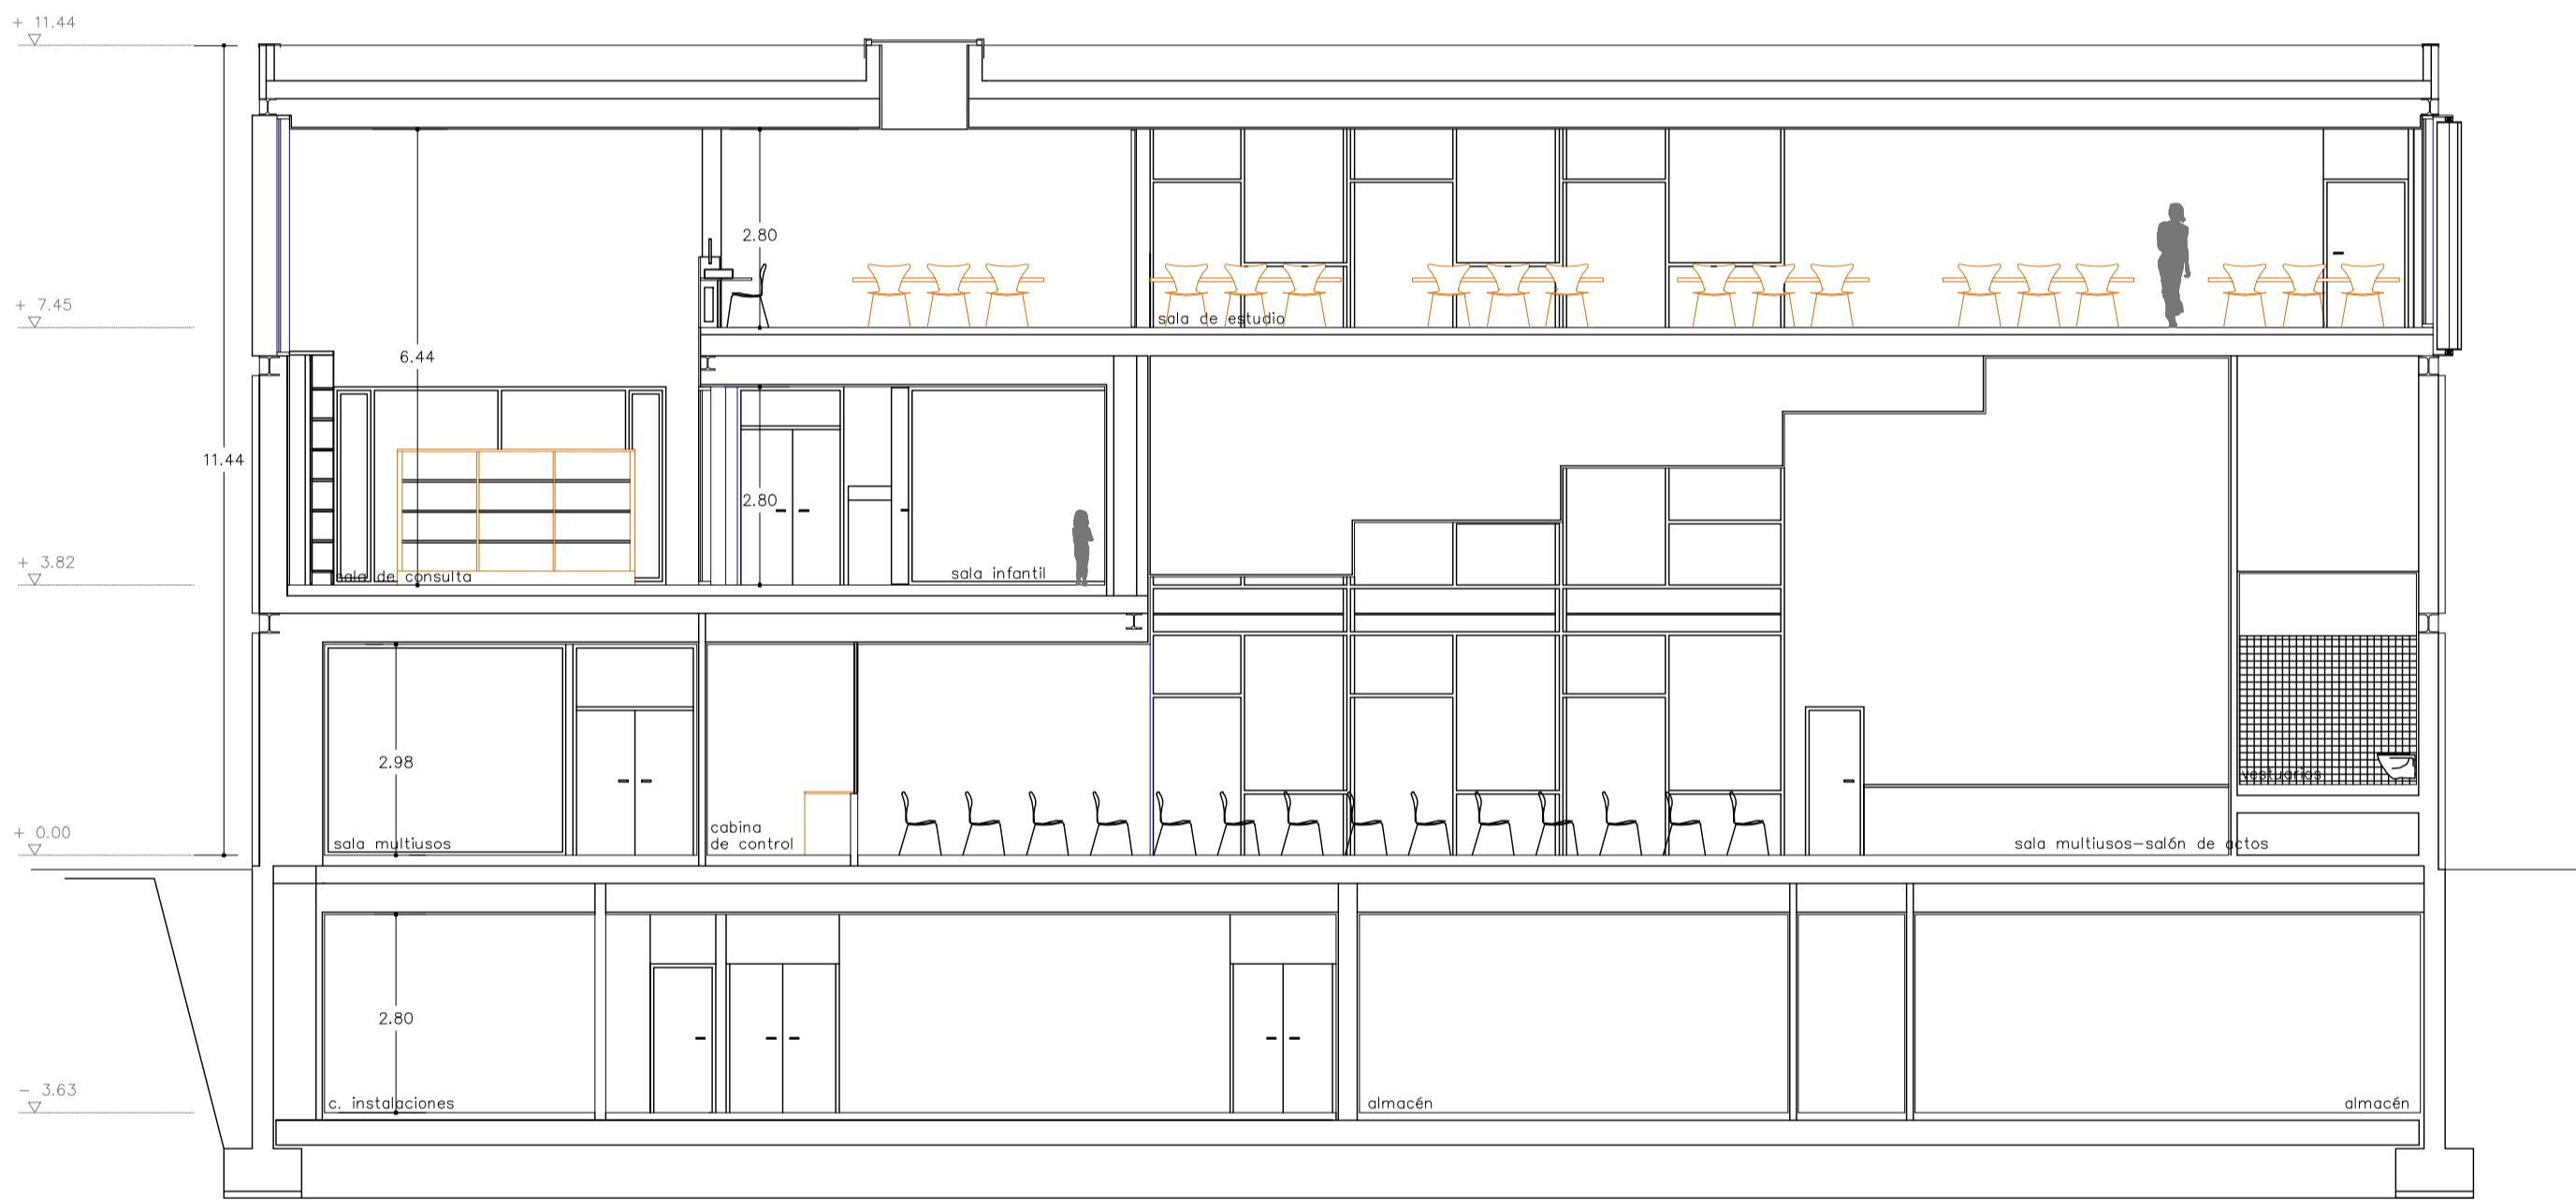 + 11.44
2.80
+ 7.45
sala de estudio
6.44
11.44
2.80
+ 3.82
sala de consulta
sala infantil
2.98
vestuarios
+ 0.00
sala multiusos
cabina
de control
sala multiusos-salón de actos
2.80
- 3.63
c. instalaciones
almacén
almacén